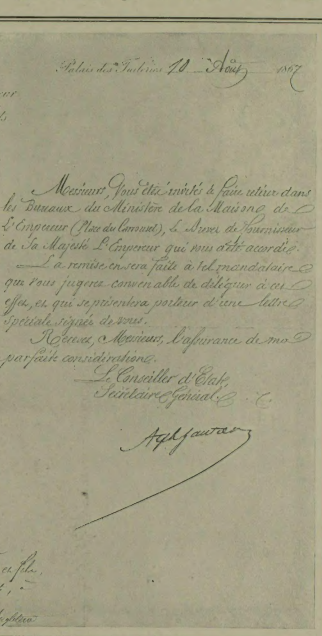 Palais des Tuileries 10 Août 1867
Messieurs, Vous êtes invités à faire retirer dans
les Bureaux du Ministère de la Maison de
L'Empereur (Place du Carrousel), le Brevet de Fournisseur
de Sa Majesté L'Empereur qui vous a été accordé.
La remise en sera faite à tel mandataire
que vous jugerez convenable de déléguer à cet
effet, et qui se présentera porteur d'une lettre
spéciale signée de vous.
Recevez, Messieurs, l'assurance de ma
parfaite considération.
Le Conseiller d'Etat,
Secrétaire Général
et fils,